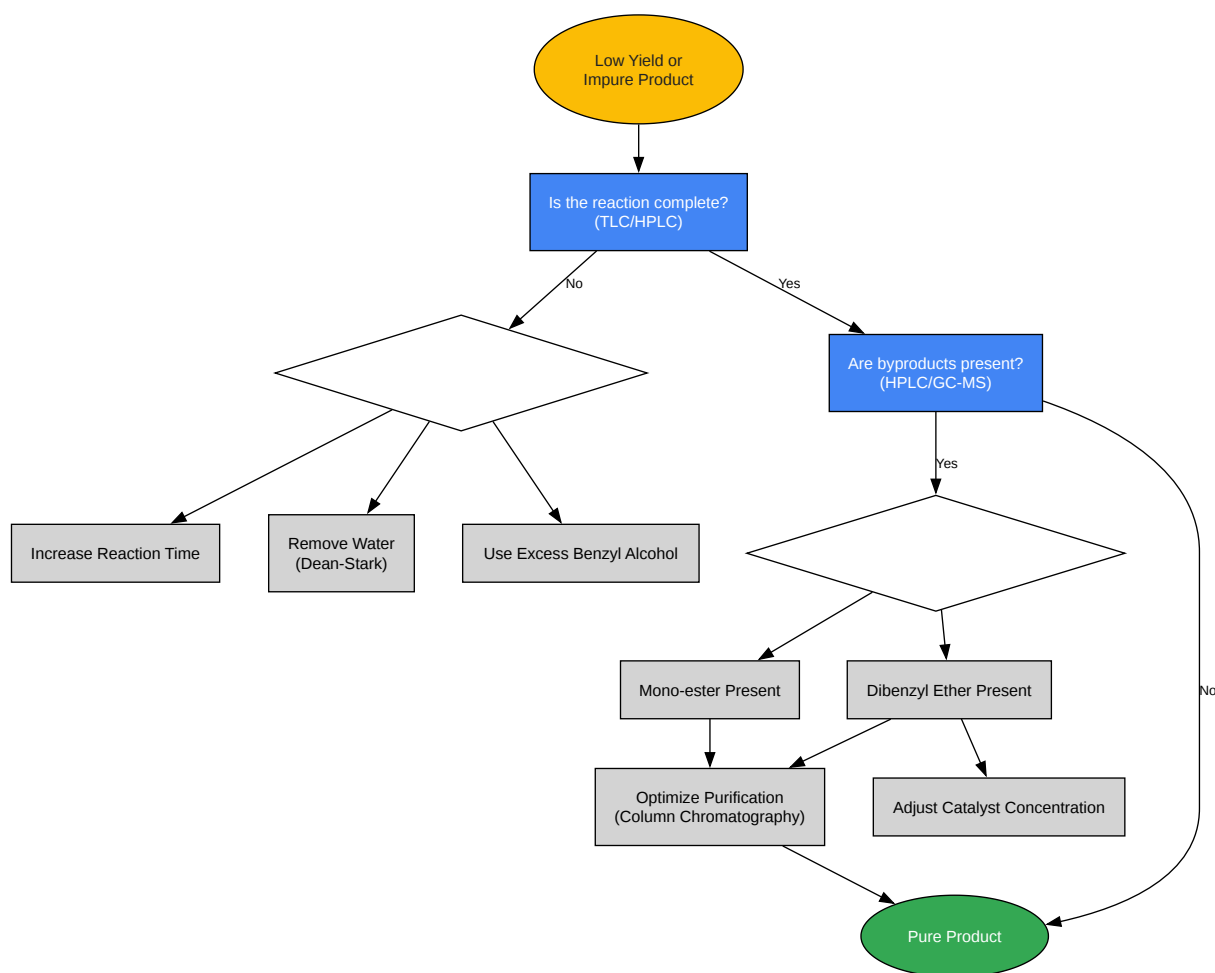 Low Yield or
Impure Product
Is the reaction complete?
(TLC/HPLC)
No
Yes
Are byproducts present?
(HPLC/GC-MS)
Yes
Increase Reaction Time
Remove Water
(Dean-Stark)
Use Excess Benzyl Alcohol
Mono-ester Present
Dibenzyl Ether Present
No
Optimize Purification
(Column Chromatography)
Adjust Catalyst Concentration
Pure Product